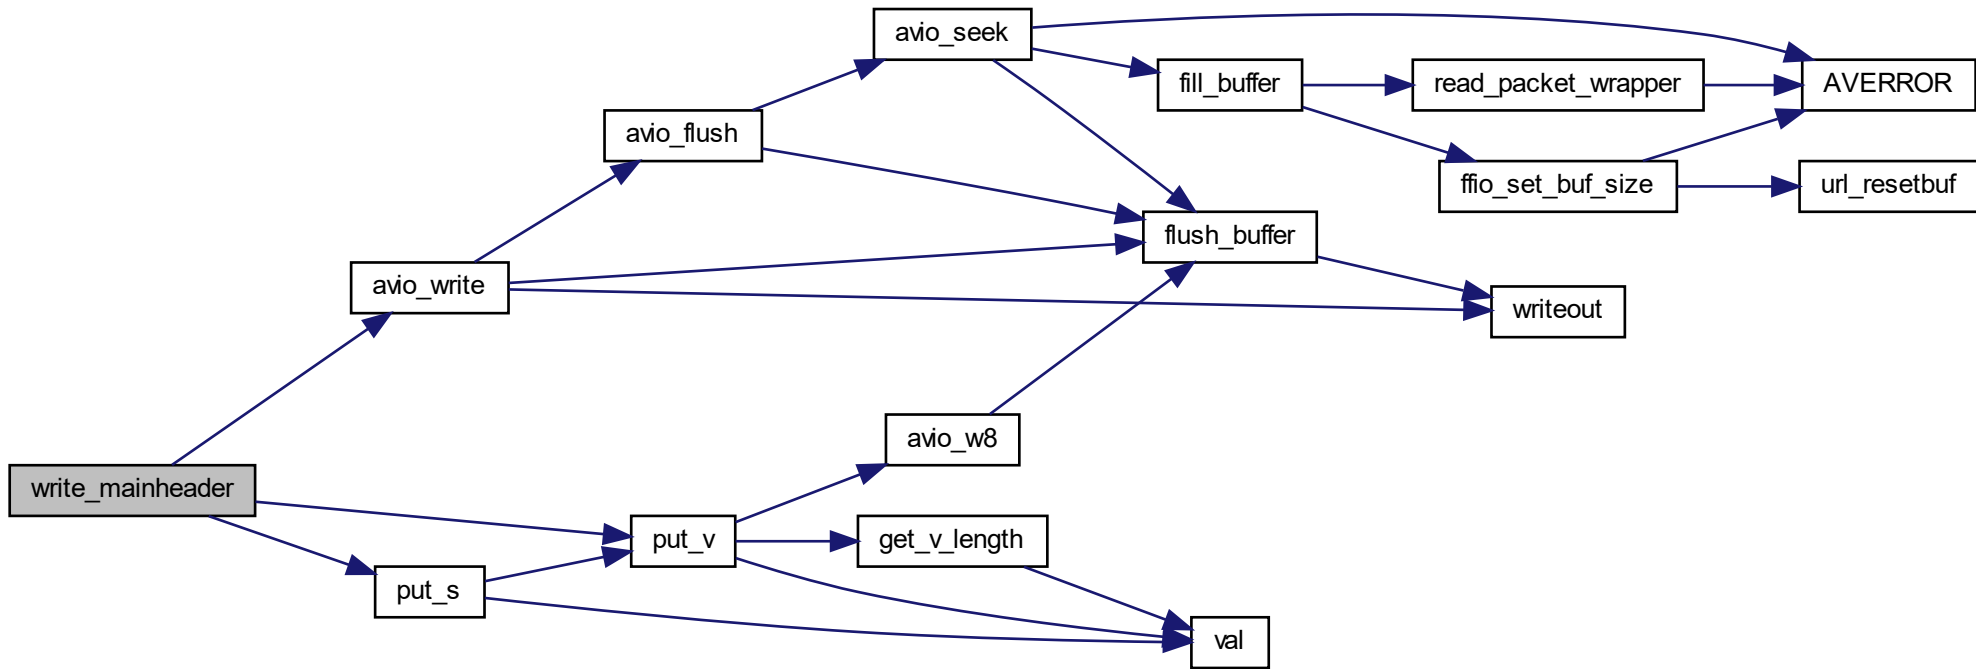 avio_seek
fill_buffer
read_packet_wrapper
AVERROR
avio_flush
ffio_set_buf_size
url_resetbuf
flush_buffer
avio_write
writeout
avio_w8
write_mainheader
put_v
get_v_length
put_s
val